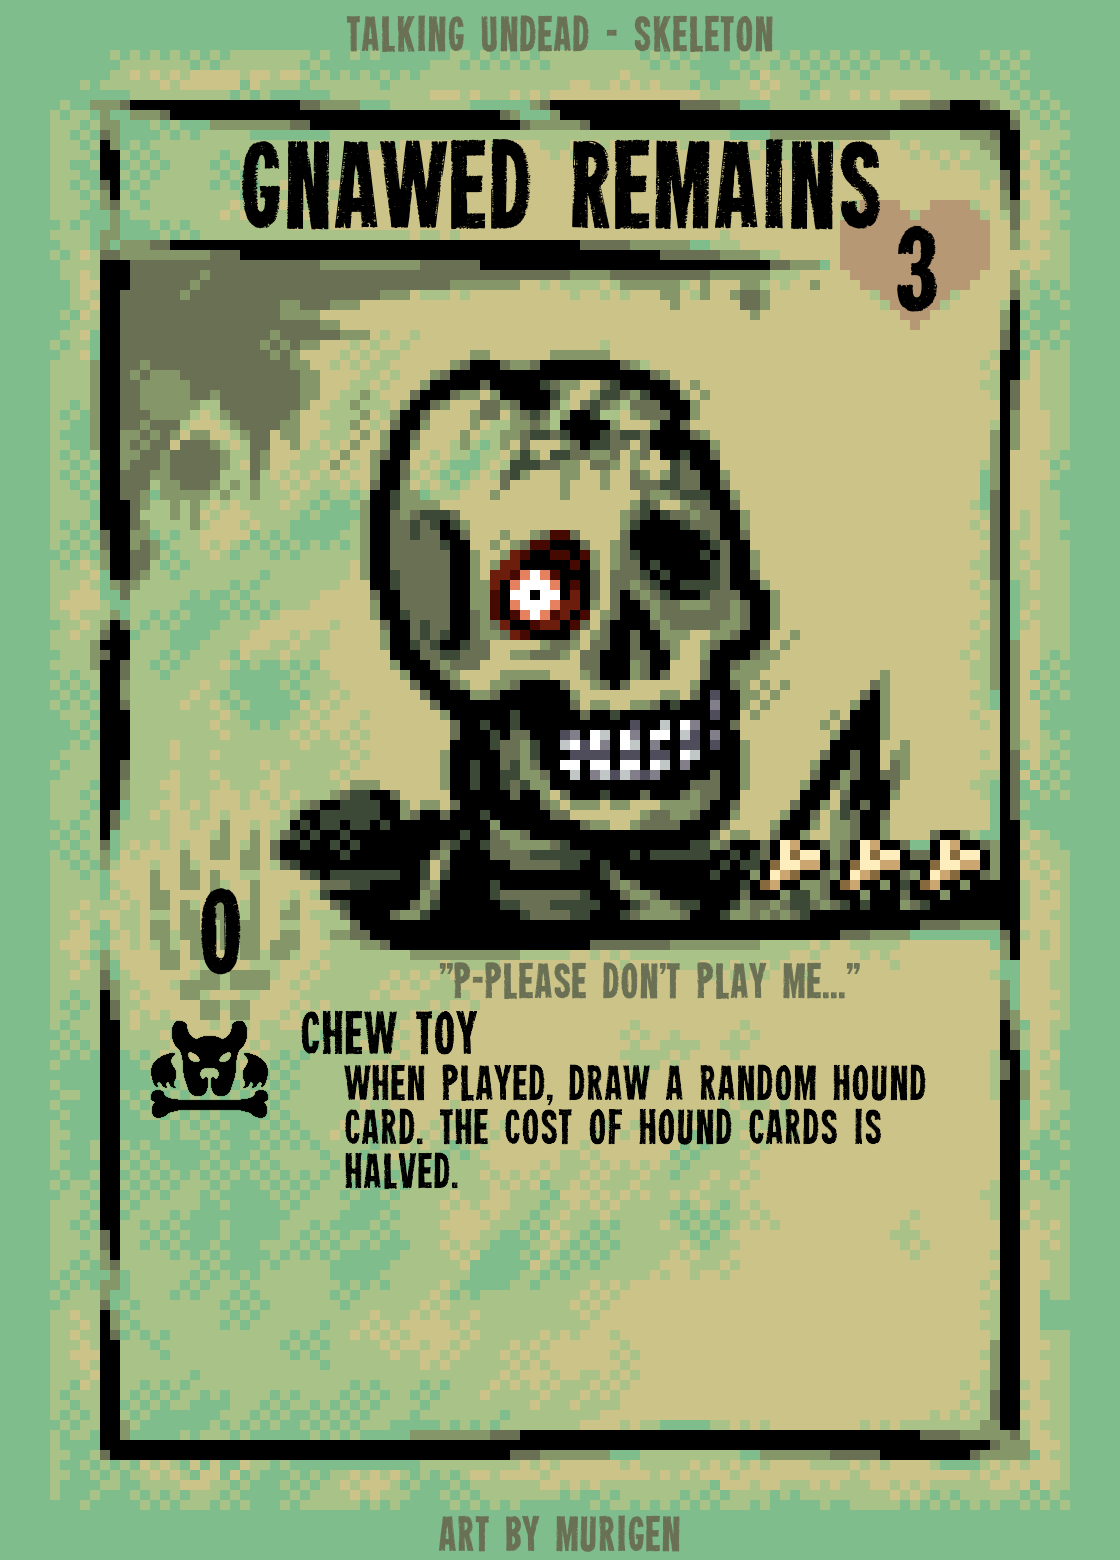 TALKING UNDEAD - SKELETON
GNAWED REMAINS
3
0
"P-PLEASE DON'T PLAY ME..."
CHEW TOY
WHEN PLAYED, DRAW A RANDOM HOUND
CARD. THE COST OF HOUND CARDS IS
HALVED.
ART BY MURIGEN